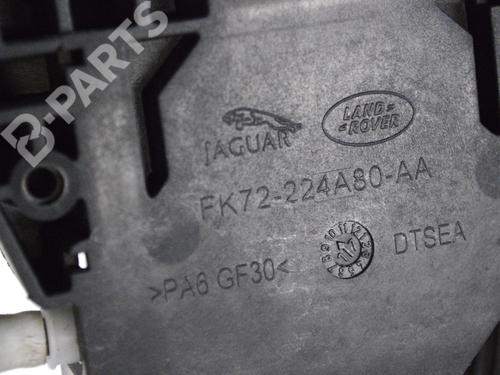 B-PARTS
JAGUAR
LAND
ROVER
FK72-224A80-AA
DTSEA
>PA6 GF30<